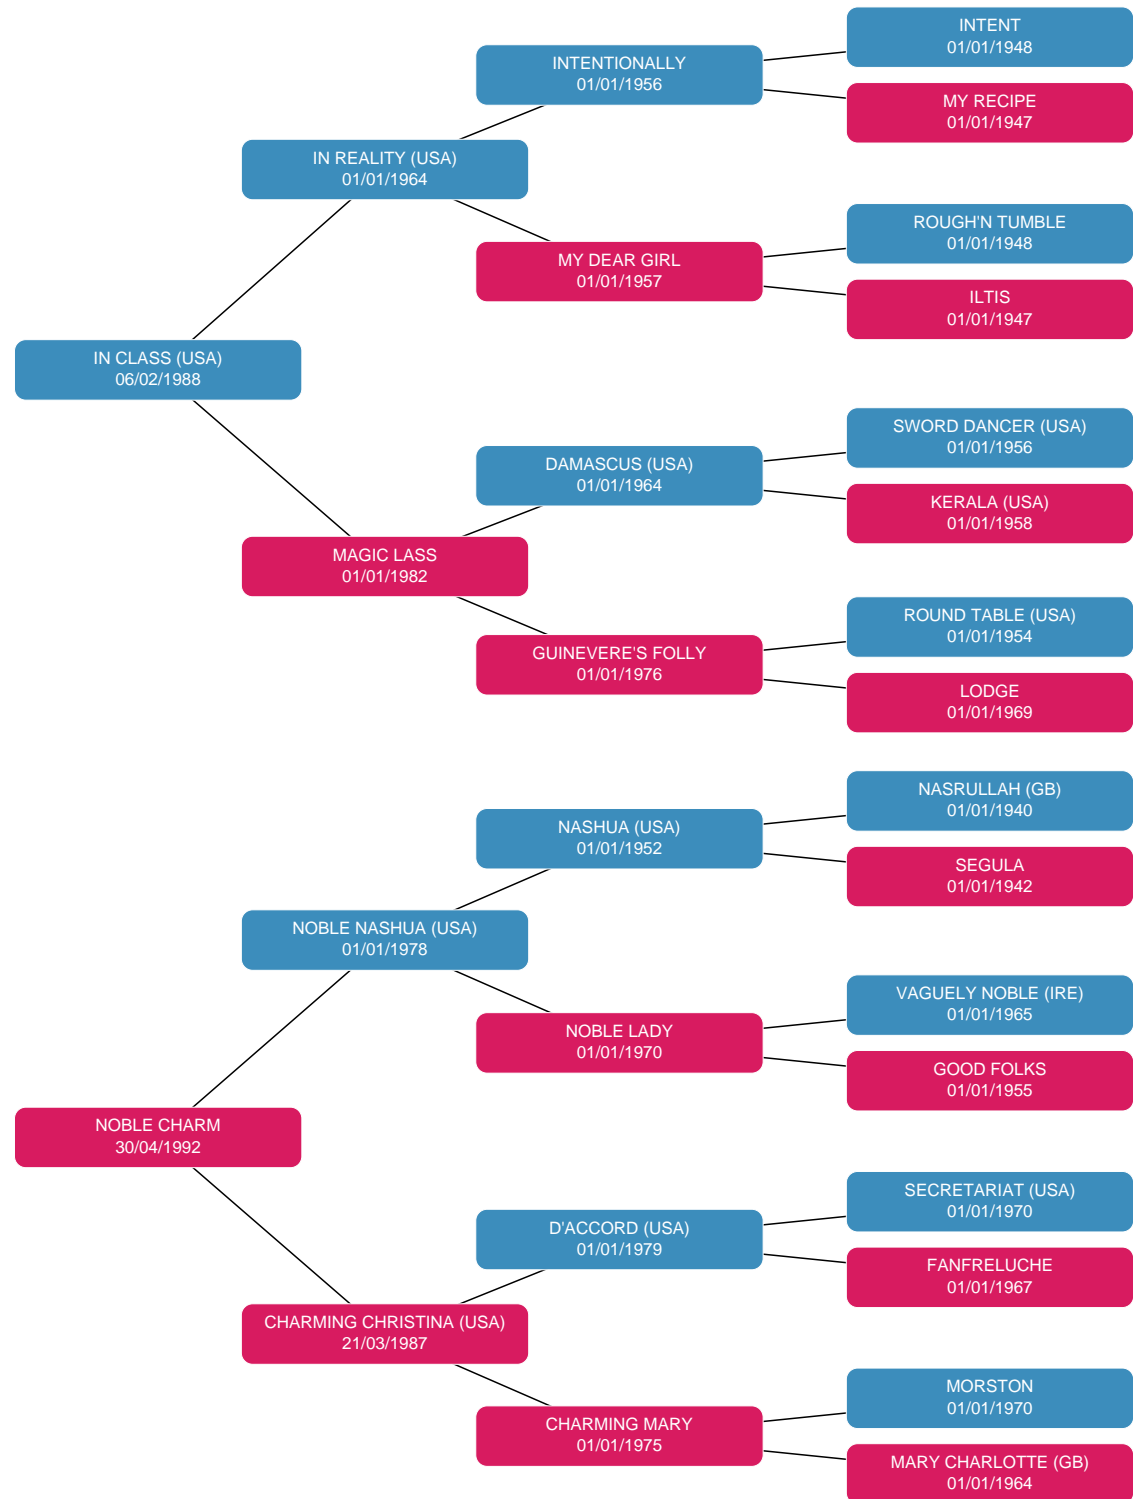 INTENT
01/01/1948
INTENTIONALLY
01/01/1956
MY RECIPE
01/01/1947
IN REALITY (USA)
01/01/1964
ROUGH'N TUMBLE
01/01/1948
MY DEAR GIRL
01/01/1957
ILTIS
01/01/1947
IN CLASS (USA)
06/02/1988
SWORD DANCER (USA)
01/01/1956
DAMASCUS (USA)
01/01/1964
KERALA (USA)
01/01/1958
MAGIC LASS
01/01/1982
ROUND TABLE (USA)
01/01/1954
GUINEVERE'S FOLLY
01/01/1976
LODGE
01/01/1969
NASRULLAH (GB)
01/01/1940
NASHUA (USA)
01/01/1952
SEGULA
01/01/1942
NOBLE NASHUA (USA)
01/01/1978
VAGUELY NOBLE (IRE)
01/01/1965
NOBLE LADY
01/01/1970
GOOD FOLKS
01/01/1955
NOBLE CHARM
30/04/1992
SECRETARIAT (USA)
01/01/1970
D'ACCORD (USA)
01/01/1979
FANFRELUCHE
01/01/1967
CHARMING CHRISTINA (USA)
21/03/1987
MORSTON
01/01/1970
CHARMING MARY
01/01/1975
MARY CHARLOTTE (GB)
01/01/1964